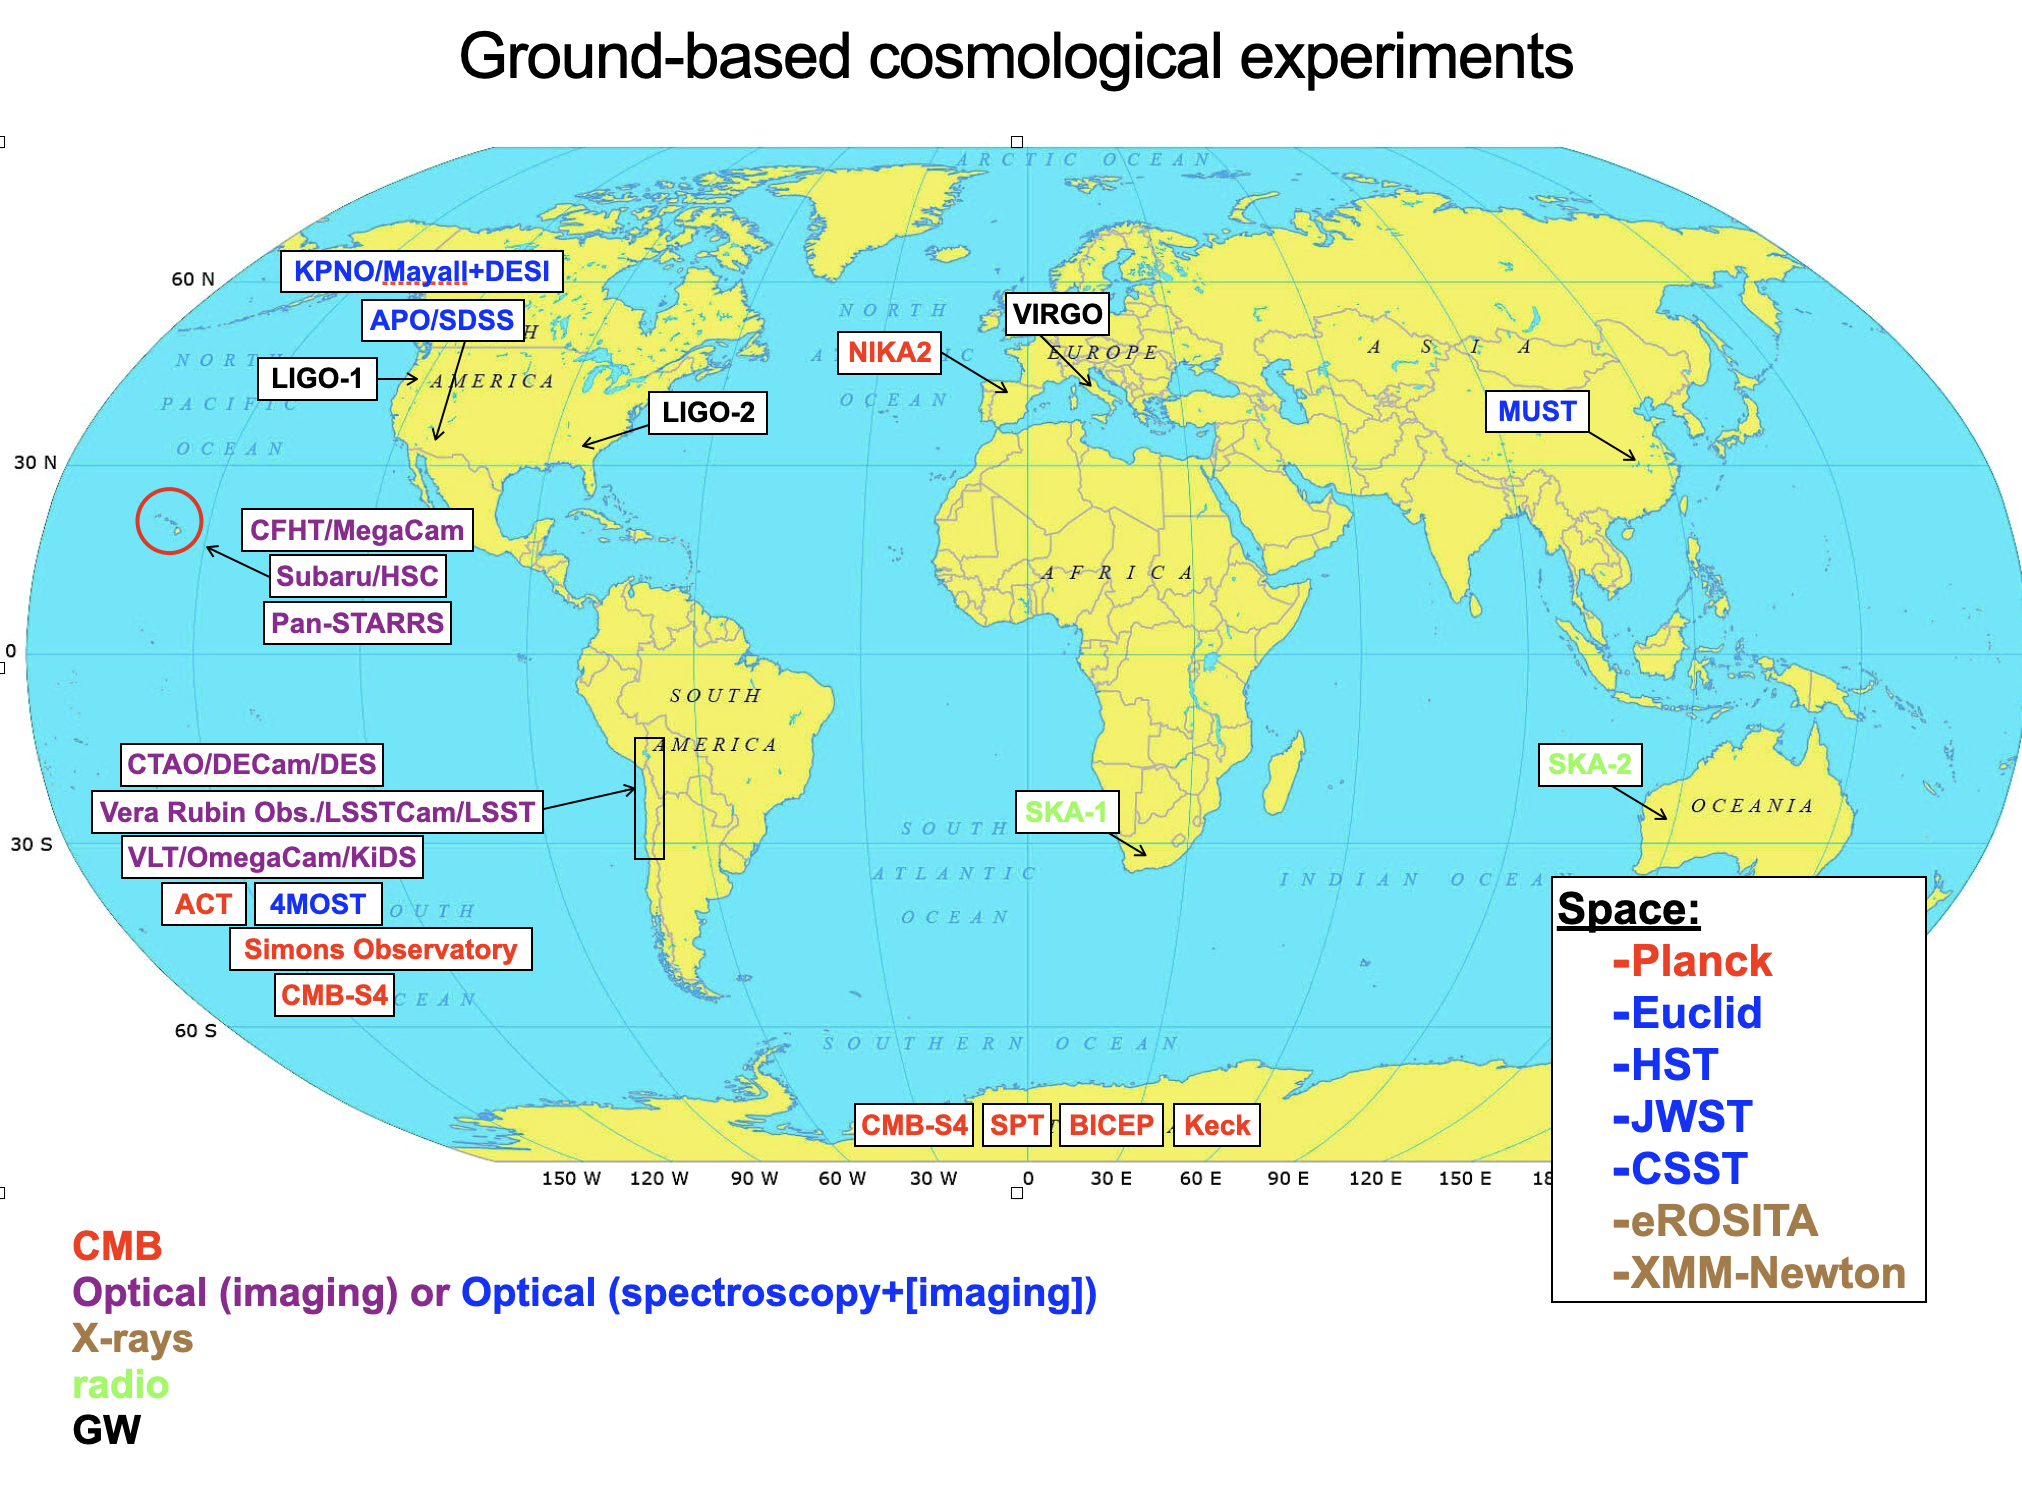 Ground-based cosmological experiments
ARCTIC OCEAN
60 N
KPNO/Mayall+DESI
APO/SDSS
H
AMERICA
NORTH
PACIFIC
OCEAN
LIGO-1
LIGO-2
NORTH
A
IC
OCEAN
NIKA2
VIRGO
EUROPE
ASIA
MUST
30 N
CFHT/MegaCam
Subaru/HSC
Pan-STARRS
AFRICA
0
SOUTH
AMERICA
CTAO/DECam/DES
Vera Rubin Obs./LSSTCam/LSST
VLT/OmegaCam/KiDS
ACT
4MOST
Simons Observatory
CMB-S4
OUTH
CEAN
30 S
SOUTH
ATLANTIC
OCEAN
SKA-1
SKA-2
OCEANIA
INDIAN OCEA
60 S
SOUTHERN OCEAN
CMB-S4 SPT BICEP Keck
150 W 120 W 90 W 60 W 30 W 0 30 E 60 E 90 E 120 E 150 E 18
Space:
-Planck
-Euclid
-HST
-JWST
-CSST
-eROSITA
-XMM-Newton
CMB
Optical (imaging) or Optical (spectroscopy+[imaging])
X-rays
radio
GW